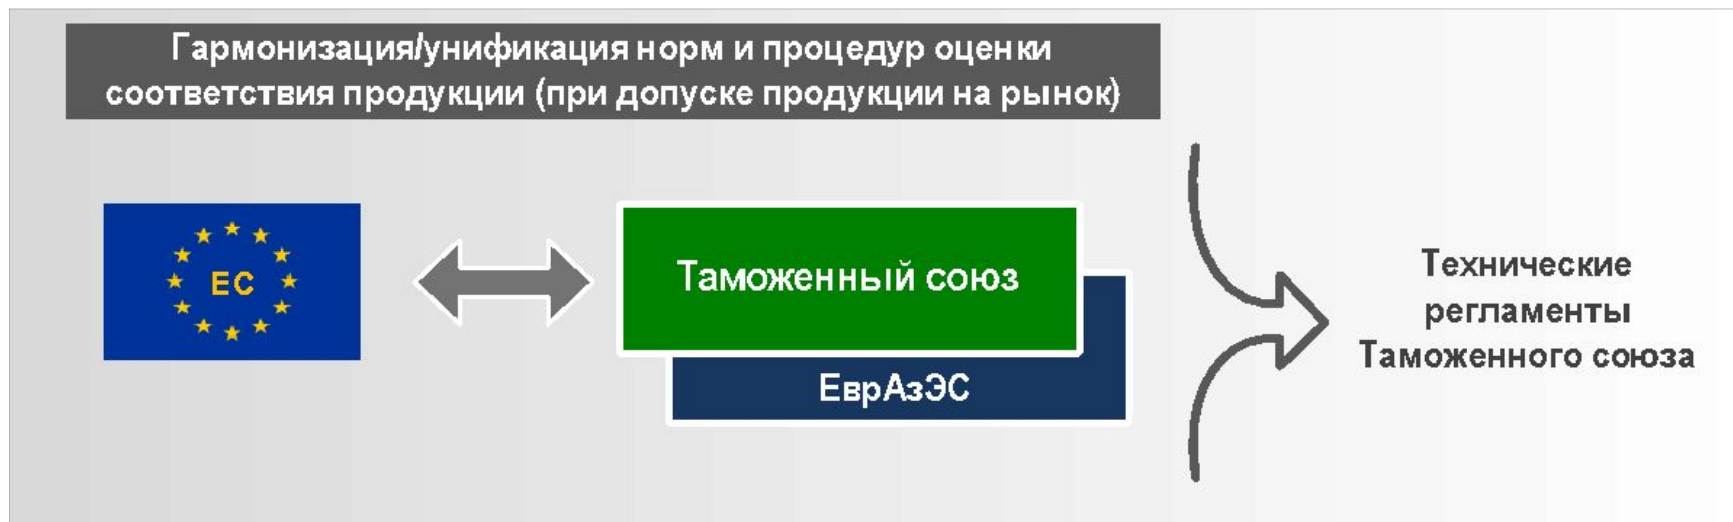 Гармонизация/унификация норм и процедур оценки
соответствия продукции (при допуске продукции на рынок)
ЕС
Таможенный союз
ЕврАзЭС
Технические
регламенты
Таможенного союза